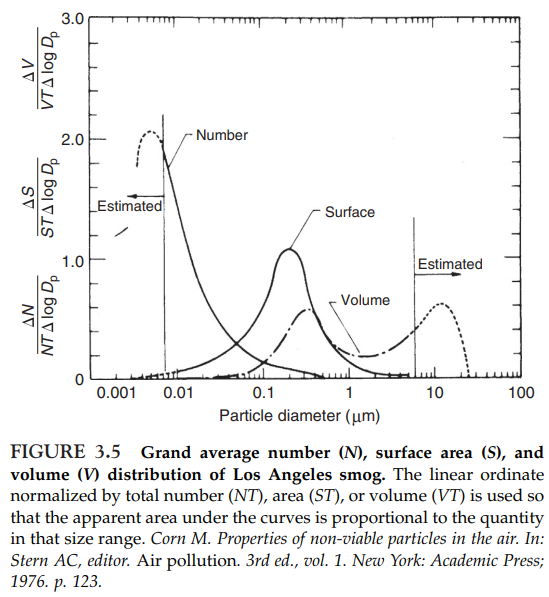 3.0
ΔV
VT Δ log Dp
2.0
Number
ΔS
ST Δ log Dp
Estimated
Surface
1.0
Estimated
ΔN
NT Δ log Dp
Volume
0
0.001 0.01 0.1 1 10 100
Particle diameter (μm)
FIGURE 3.5 Grand average number (N), surface area (S), and
volume (V) distribution of Los Angeles smog. The linear ordinate
normalized by total number (NT), area (ST), or volume (VT) is used so
that the apparent area under the curves is proportional to the quantity
in that size range. Corn M. Properties of non-viable particles in the air. In:
Stern AC, editor. Air pollution. 3rd ed., vol. 1. New York: Academic Press;
1976. p. 123.